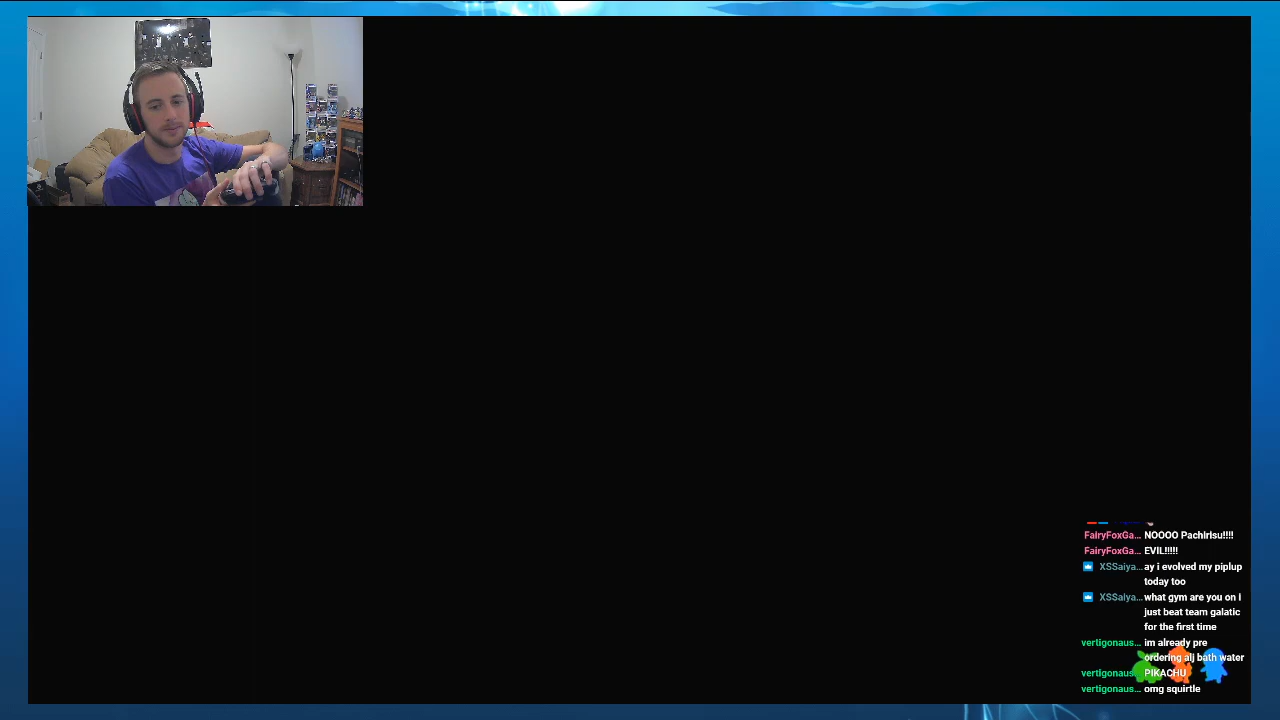 FairyFoxGa... NOOOO Pachirisu!!!!
FairyFoxGa... EVIL!!!!!
XSSaiya... ay i evolved my piplup
today too
XSSaiya... what gym are you on i
just beat team galatic
for the first time
vertigonaus... im already pre
ordering alj bath water
vertigonaus... PIKACHU
vertigonaus... omg squirtle